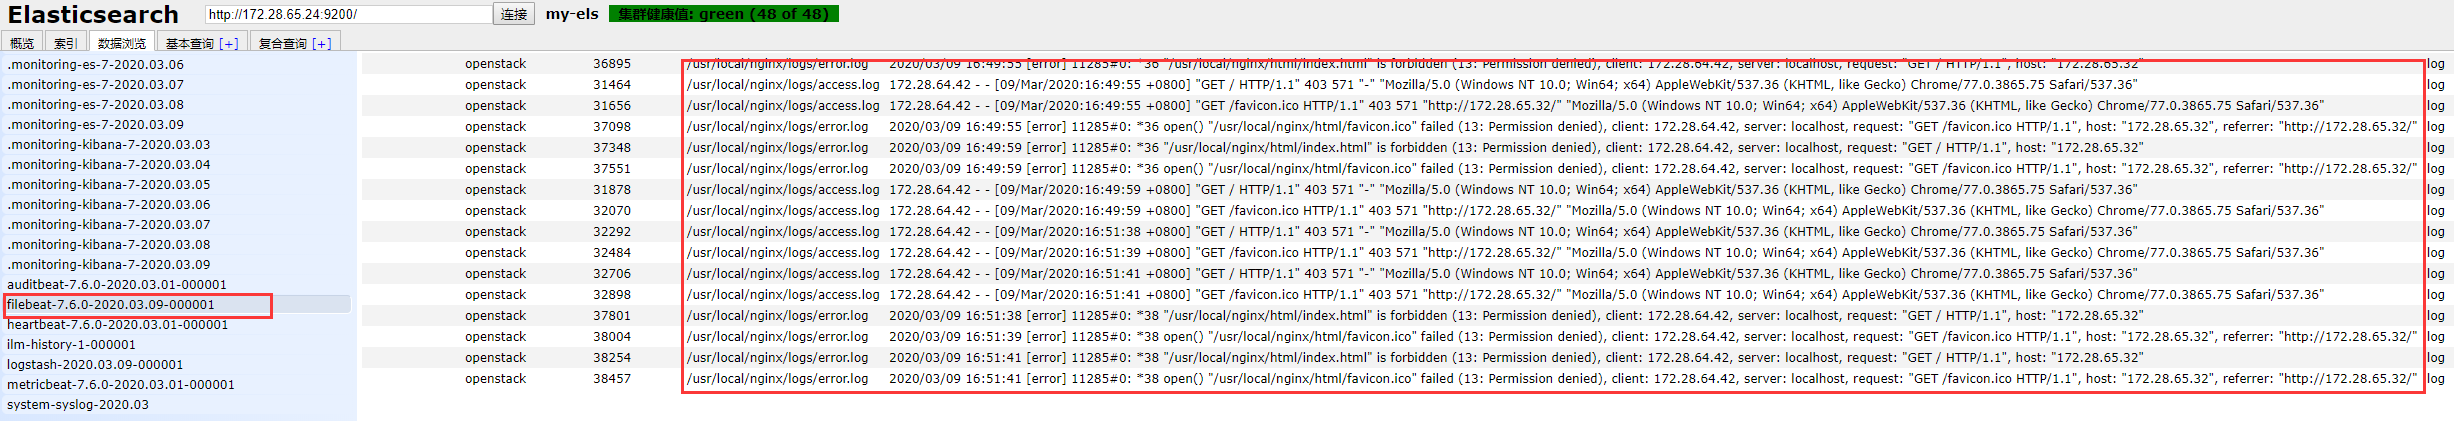 Elasticsearch http://172.28.65.24:9200/ 连接 my-els 集群健康值: green (48 of 48)
概览 索引 数据浏览 基本查询 [+] 复合查询 [+]
.monitoring-es-7-2020.03.06
.monitoring-es-7-2020.03.07
.monitoring-es-7-2020.03.08
.monitoring-es-7-2020.03.09
.monitoring-kibana-7-2020.03.03
.monitoring-kibana-7-2020.03.04
.monitoring-kibana-7-2020.03.05
.monitoring-kibana-7-2020.03.06
.monitoring-kibana-7-2020.03.07
.monitoring-kibana-7-2020.03.08
.monitoring-kibana-7-2020.03.09
auditbeat-7.6.0-2020.03.01-000001
filebeat-7.6.0-2020.03.09-000001
heartbeat-7.6.0-2020.03.01-000001
ilm-history-1-000001
logstash-2020.03.09-000001
metricbeat-7.6.0-2020.03.01-000001
system-syslog-2020.03
openstack 36895 /usr/local/nginx/logs/error.log 2020/03/09 16:49:55 [error] 11285#0: *36 "/usr/local/nginx/html/index.html" is forbidden (13: Permission denied), client: 172.28.64.42, server: localhost, request: "GET / HTTP/1.1", host: "172.28.65.32" log
openstack 31464 /usr/local/nginx/logs/access.log 172.28.64.42 - - [09/Mar/2020:16:49:55 +0800] "GET / HTTP/1.1" 403 571 "-" "Mozilla/5.0 (Windows NT 10.0; Win64; x64) AppleWebKit/537.36 (KHTML, like Gecko) Chrome/77.0.3865.75 Safari/537.36" log
openstack 31656 /usr/local/nginx/logs/access.log 172.28.64.42 - - [09/Mar/2020:16:49:55 +0800] "GET /favicon.ico HTTP/1.1" 403 571 "http://172.28.65.32/" "Mozilla/5.0 (Windows NT 10.0; Win64; x64) AppleWebKit/537.36 (KHTML, like Gecko) Chrome/77.0.3865.75 Safari/537.36" log
openstack 37098 /usr/local/nginx/logs/error.log 2020/03/09 16:49:55 [error] 11285#0: *36 open() "/usr/local/nginx/html/favicon.ico" failed (13: Permission denied), client: 172.28.64.42, server: localhost, request: "GET /favicon.ico HTTP/1.1", host: "172.28.65.32", referrer: "http://172.28.65.32/" log
openstack 37348 /usr/local/nginx/logs/error.log 2020/03/09 16:49:59 [error] 11285#0: *36 "/usr/local/nginx/html/index.html" is forbidden (13: Permission denied), client: 172.28.64.42, server: localhost, request: "GET / HTTP/1.1", host: "172.28.65.32" log
openstack 37551 /usr/local/nginx/logs/error.log 2020/03/09 16:49:59 [error] 11285#0: *36 open() "/usr/local/nginx/html/favicon.ico" failed (13: Permission denied), client: 172.28.64.42, server: localhost, request: "GET /favicon.ico HTTP/1.1", host: "172.28.65.32", referrer: "http://172.28.65.32/" log
openstack 31878 /usr/local/nginx/logs/access.log 172.28.64.42 - - [09/Mar/2020:16:49:59 +0800] "GET / HTTP/1.1" 403 571 "-" "Mozilla/5.0 (Windows NT 10.0; Win64; x64) AppleWebKit/537.36 (KHTML, like Gecko) Chrome/77.0.3865.75 Safari/537.36" log
openstack 32070 /usr/local/nginx/logs/access.log 172.28.64.42 - - [09/Mar/2020:16:49:59 +0800] "GET /favicon.ico HTTP/1.1" 403 571 "http://172.28.65.32/" "Mozilla/5.0 (Windows NT 10.0; Win64; x64) AppleWebKit/537.36 (KHTML, like Gecko) Chrome/77.0.3865.75 Safari/537.36" log
openstack 32292 /usr/local/nginx/logs/access.log 172.28.64.42 - - [09/Mar/2020:16:51:38 +0800] "GET / HTTP/1.1" 403 571 "-" "Mozilla/5.0 (Windows NT 10.0; Win64; x64) AppleWebKit/537.36 (KHTML, like Gecko) Chrome/77.0.3865.75 Safari/537.36" log
openstack 32484 /usr/local/nginx/logs/access.log 172.28.64.42 - - [09/Mar/2020:16:51:39 +0800] "GET /favicon.ico HTTP/1.1" 403 571 "http://172.28.65.32/" "Mozilla/5.0 (Windows NT 10.0; Win64; x64) AppleWebKit/537.36 (KHTML, like Gecko) Chrome/77.0.3865.75 Safari/537.36" log
openstack 32706 /usr/local/nginx/logs/access.log 172.28.64.42 - - [09/Mar/2020:16:51:41 +0800] "GET / HTTP/1.1" 403 571 "-" "Mozilla/5.0 (Windows NT 10.0; Win64; x64) AppleWebKit/537.36 (KHTML, like Gecko) Chrome/77.0.3865.75 Safari/537.36" log
openstack 32898 /usr/local/nginx/logs/access.log 172.28.64.42 - - [09/Mar/2020:16:51:41 +0800] "GET /favicon.ico HTTP/1.1" 403 571 "http://172.28.65.32/" "Mozilla/5.0 (Windows NT 10.0; Win64; x64) AppleWebKit/537.36 (KHTML, like Gecko) Chrome/77.0.3865.75 Safari/537.36" log
openstack 37801 /usr/local/nginx/logs/error.log 2020/03/09 16:51:38 [error] 11285#0: *38 "/usr/local/nginx/html/index.html" is forbidden (13: Permission denied), client: 172.28.64.42, server: localhost, request: "GET / HTTP/1.1", host: "172.28.65.32" log
openstack 38004 /usr/local/nginx/logs/error.log 2020/03/09 16:51:39 [error] 11285#0: *38 open() "/usr/local/nginx/html/favicon.ico" failed (13: Permission denied), client: 172.28.64.42, server: localhost, request: "GET /favicon.ico HTTP/1.1", host: "172.28.65.32", referrer: "http://172.28.65.32/" log
openstack 38254 /usr/local/nginx/logs/error.log 2020/03/09 16:51:41 [error] 11285#0: *38 "/usr/local/nginx/html/index.html" is forbidden (13: Permission denied), client: 172.28.64.42, server: localhost, request: "GET / HTTP/1.1", host: "172.28.65.32" log
openstack 38457 /usr/local/nginx/logs/error.log 2020/03/09 16:51:41 [error] 11285#0: *38 open() "/usr/local/nginx/html/favicon.ico" failed (13: Permission denied), client: 172.28.64.42, server: localhost, request: "GET /favicon.ico HTTP/1.1", host: "172.28.65.32", referrer: "http://172.28.65.32/" log